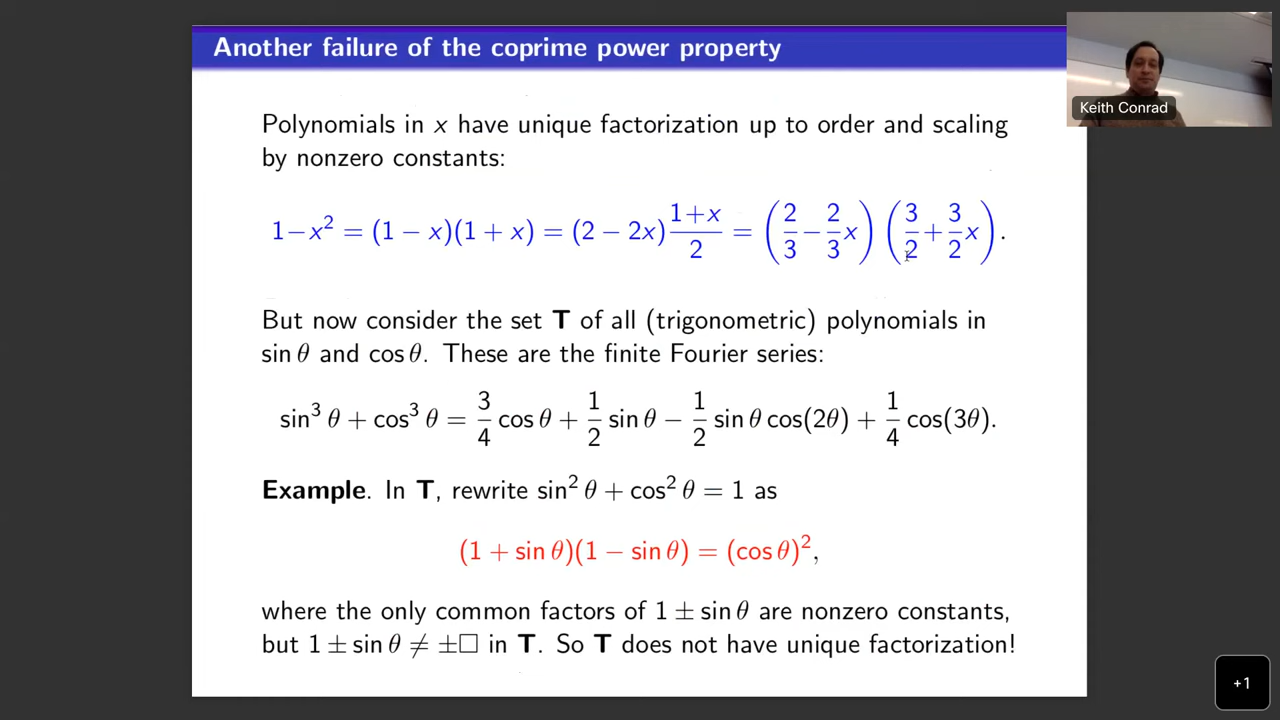 Another failure of the coprime power property
Keith Conrad
Polynomials in x have unique factorization up to order and scaling
by nonzero constants:
1−x² = (1 − x)(1 + x) = (2 − 2x) (1+x)/2 = (2/3 − 2/3 x) (3/2 + 3/2 x).
But now consider the set T of all (trigonometric) polynomials in
sin θ and cos θ. These are the finite Fourier series:
sin³ θ + cos³ θ = 3/4 cos θ + 1/2 sin θ − 1/2 sin θ cos(2θ) + 1/4 cos(3θ).
Example. In T, rewrite sin² θ + cos² θ = 1 as
(1 + sin θ)(1 − sin θ) = (cos θ)²,
where the only common factors of 1 ± sin θ are nonzero constants,
but 1 ± sin θ ≠ ±□ in T. So T does not have unique factorization!
+1